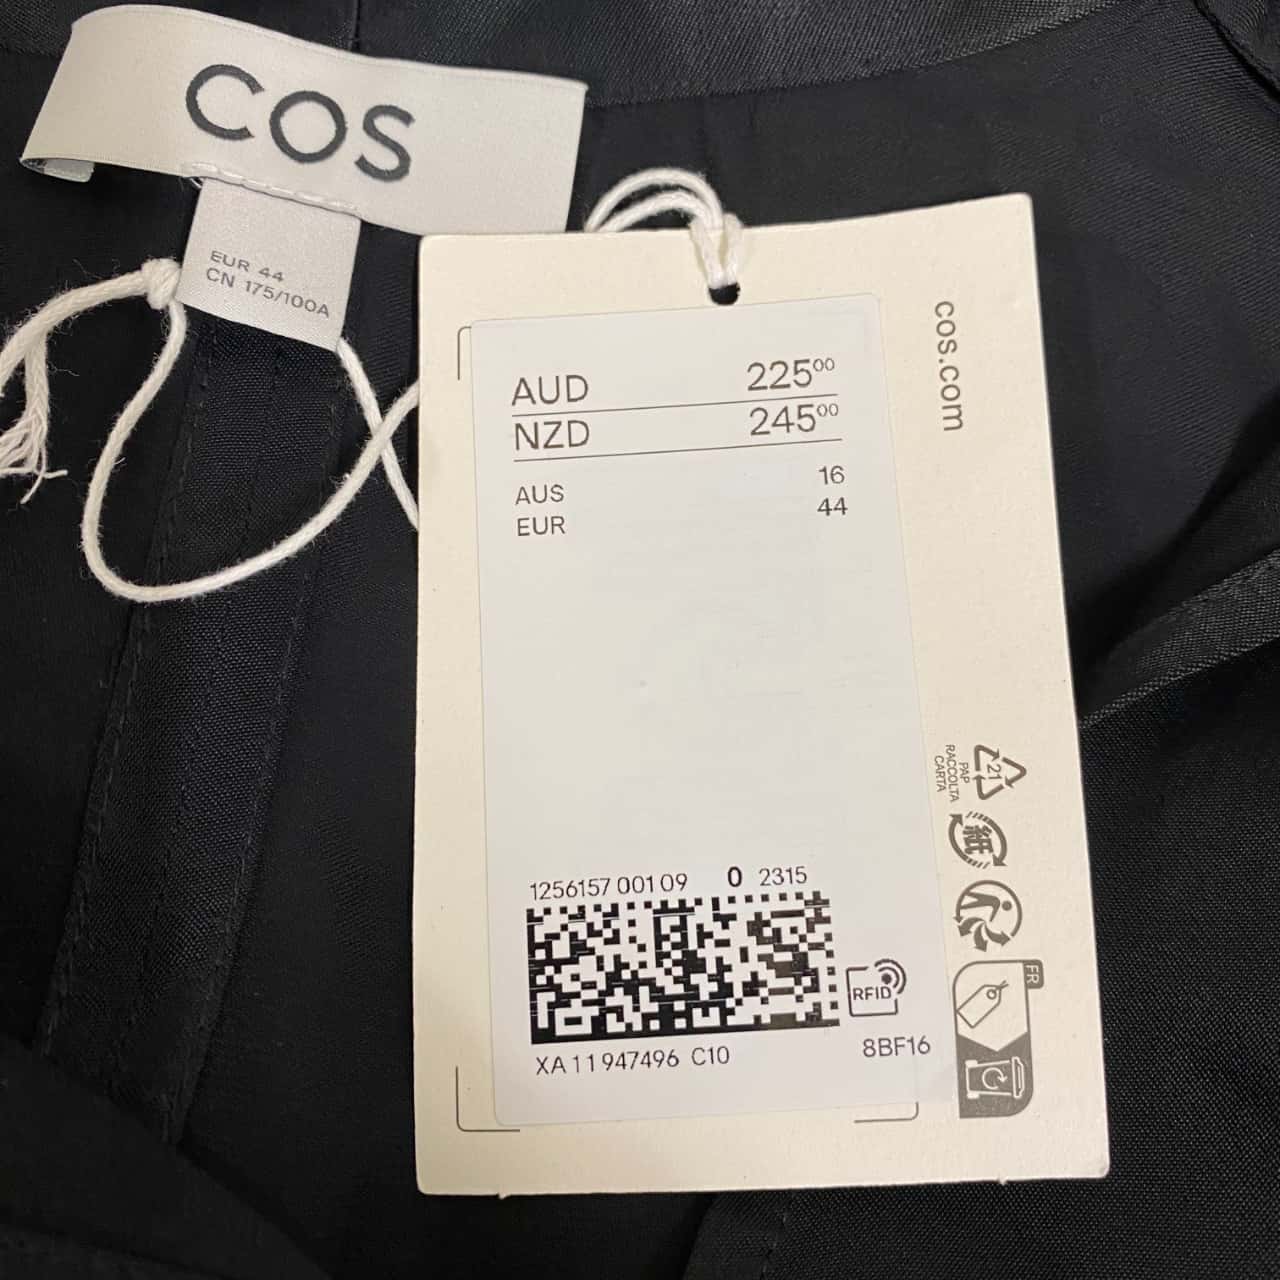 COS
EUR 44
CN 175/100A
cos.com
AUD 225⁰⁰
NZD 245⁰⁰
AUS 16
EUR 44
21
PAP
RACCOLTA
CARTA
紙
FR
1256157 001 09 0 2315
RFID
XA 11 947496 C10 8BF16